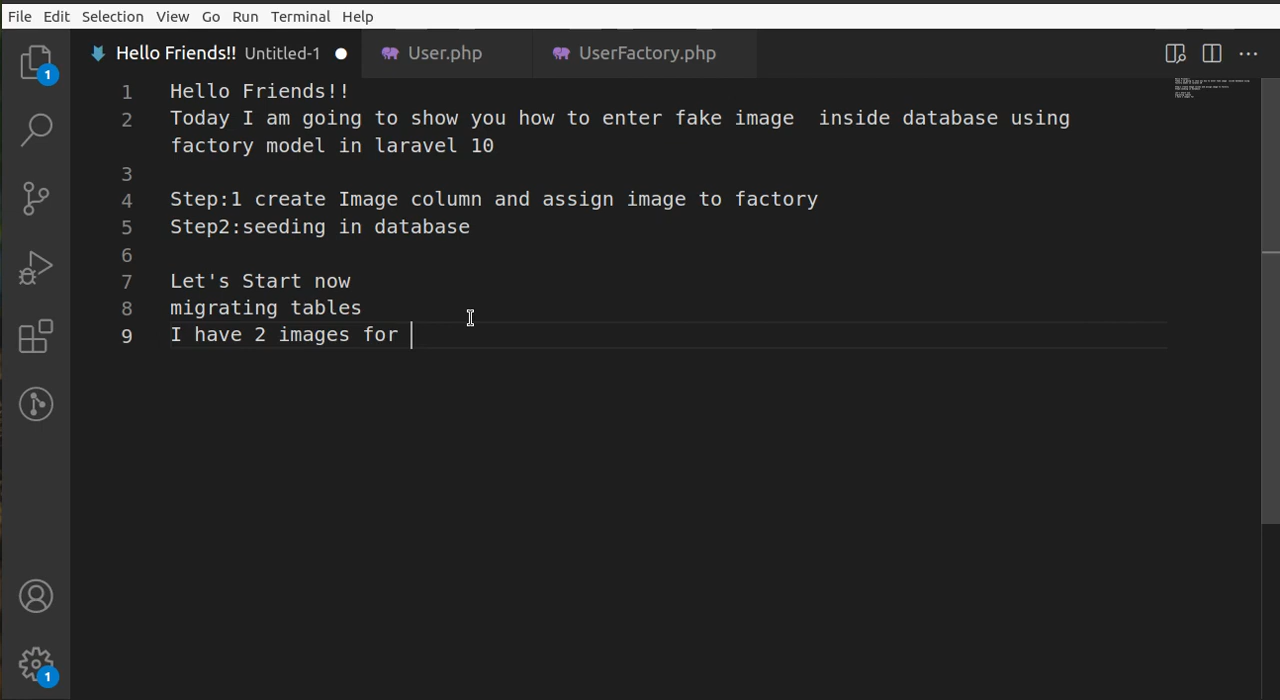 File Edit Selection View Go Run Terminal Help
Hello Friends!! Untitled-1 User.php UserFactory.php
1
1 Hello Friends!!
2 Today I am going to show you how to enter fake image  inside database using
factory model in laravel 10
3
4 Step:1 create Image column and assign image to factory
5 Step2:seeding in database
6
7 Let's Start now
8 migrating tables
9 I have 2 images for
1